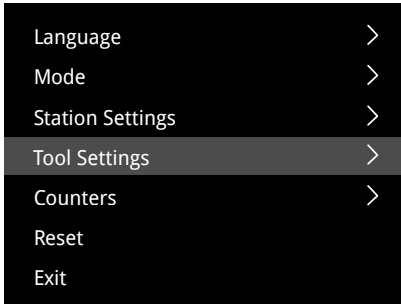 Language
Mode
Station Settings
Tool Settings
Counters
Reset
Exit